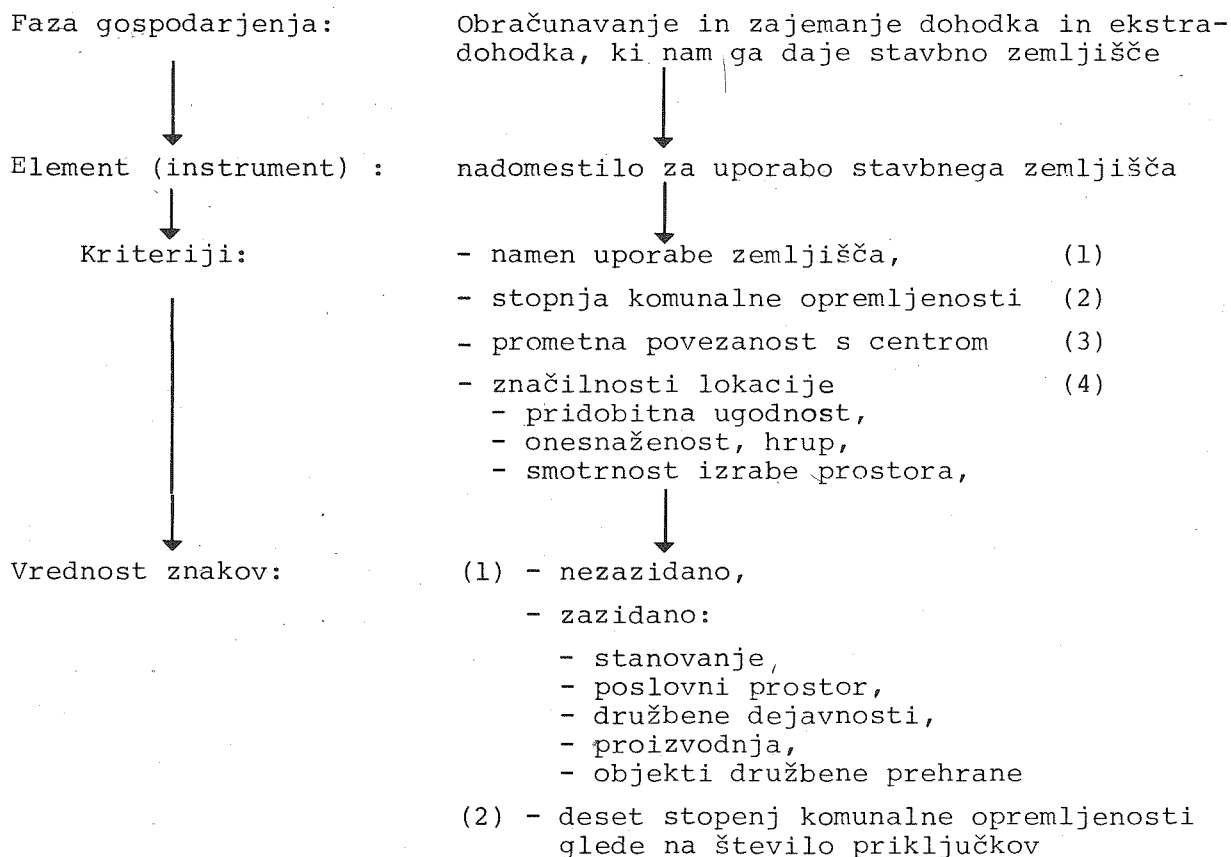 Faza gospodarjenja: Obračunavanje in zajemanje dohodka in ekstra-
dohodka, ki nam ga daje stavbno zemljišče
Element (instrument) : nadomestilo za uporabo stavbnega zemljišča
Kriteriji: - namen uporabe zemljišča, (1)
- stopnja komunalne opremljenosti (2)
- prometna povezanost s centrom (3)
- značilnosti lokacije (4)
- pridobitna ugodnost,
- onesnaženost, hrup,
- smotrnost izrabe prostora,
Vrednost znakov: (1) - nezazidano,
- zazidano:
- stanovanje,
- poslovni prostor,
- družbene dejavnosti,
- proizvodnja,
- objekti družbene prehrane
(2) - deset stopenj komunalne opremljenosti
glede na število priključkov